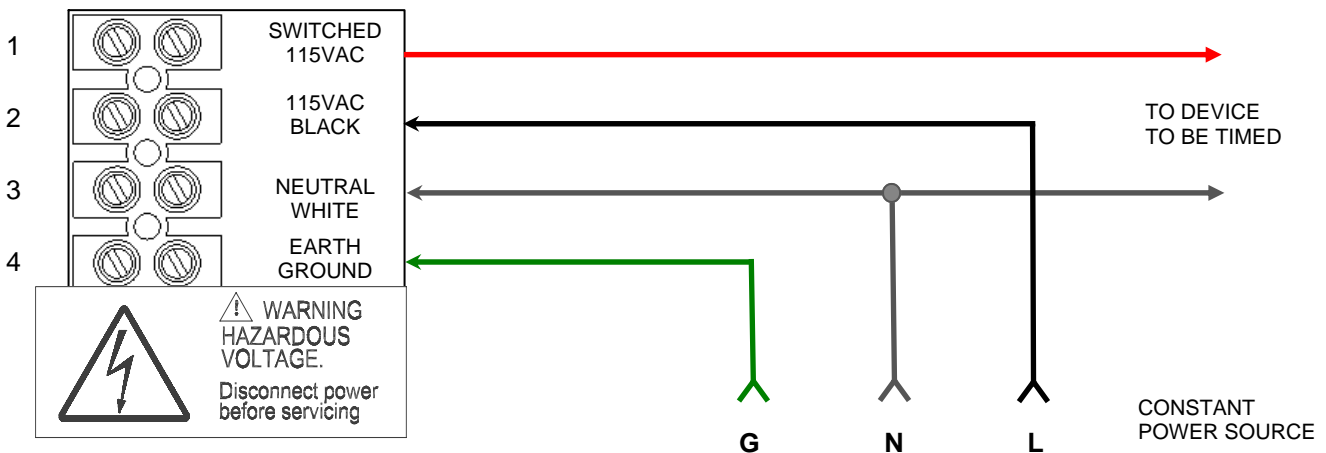 1
SWITCHED
115VAC
2
115VAC
BLACK
TO DEVICE
TO BE TIMED
3
NEUTRAL
WHITE
4
EARTH
GROUND
! WARNING
HAZARDOUS
VOLTAGE.
Disconnect power
before servicing
G N L
CONSTANT
POWER SOURCE